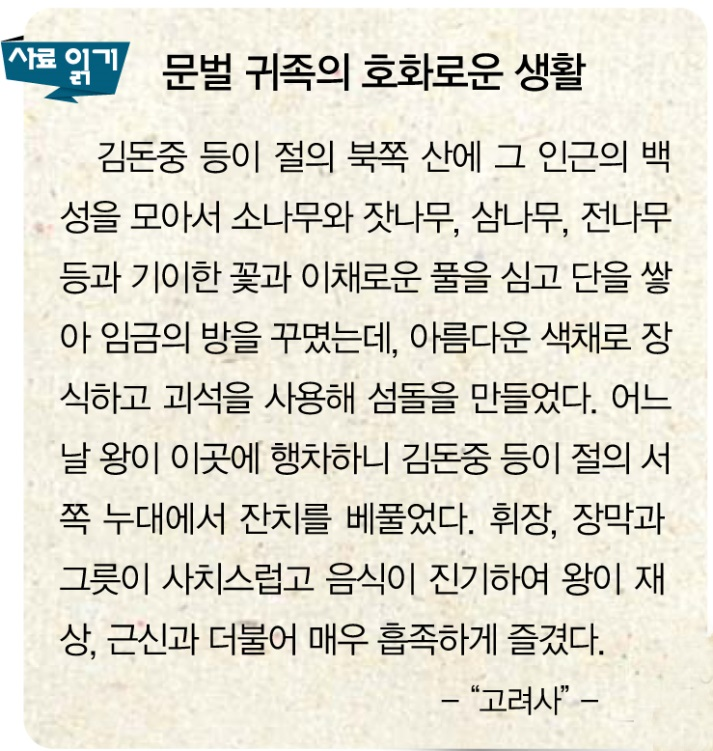 사료 읽기
문벌 귀족의 호화로운 생활
김돈중 등이 절의 북쪽 산에 그 인근의 백
성을 모아서 소나무와 잣나무, 삼나무, 전나무
등과 기이한 꽃과 이채로운 풀을 심고 단을 쌓
아 임금의 방을 꾸몄는데, 아름다운 색채로 장
식하고 괴석을 사용해 섬돌을 만들었다. 어느
날 왕이 이곳에 행차하니 김돈중 등이 절의 서
쪽 누대에서 잔치를 베풀었다. 휘장, 장막과
그릇이 사치스럽고 음식이 진기하여 왕이 재
상, 근신과 더불어 매우 흡족하게 즐겼다.
– “고려사” –